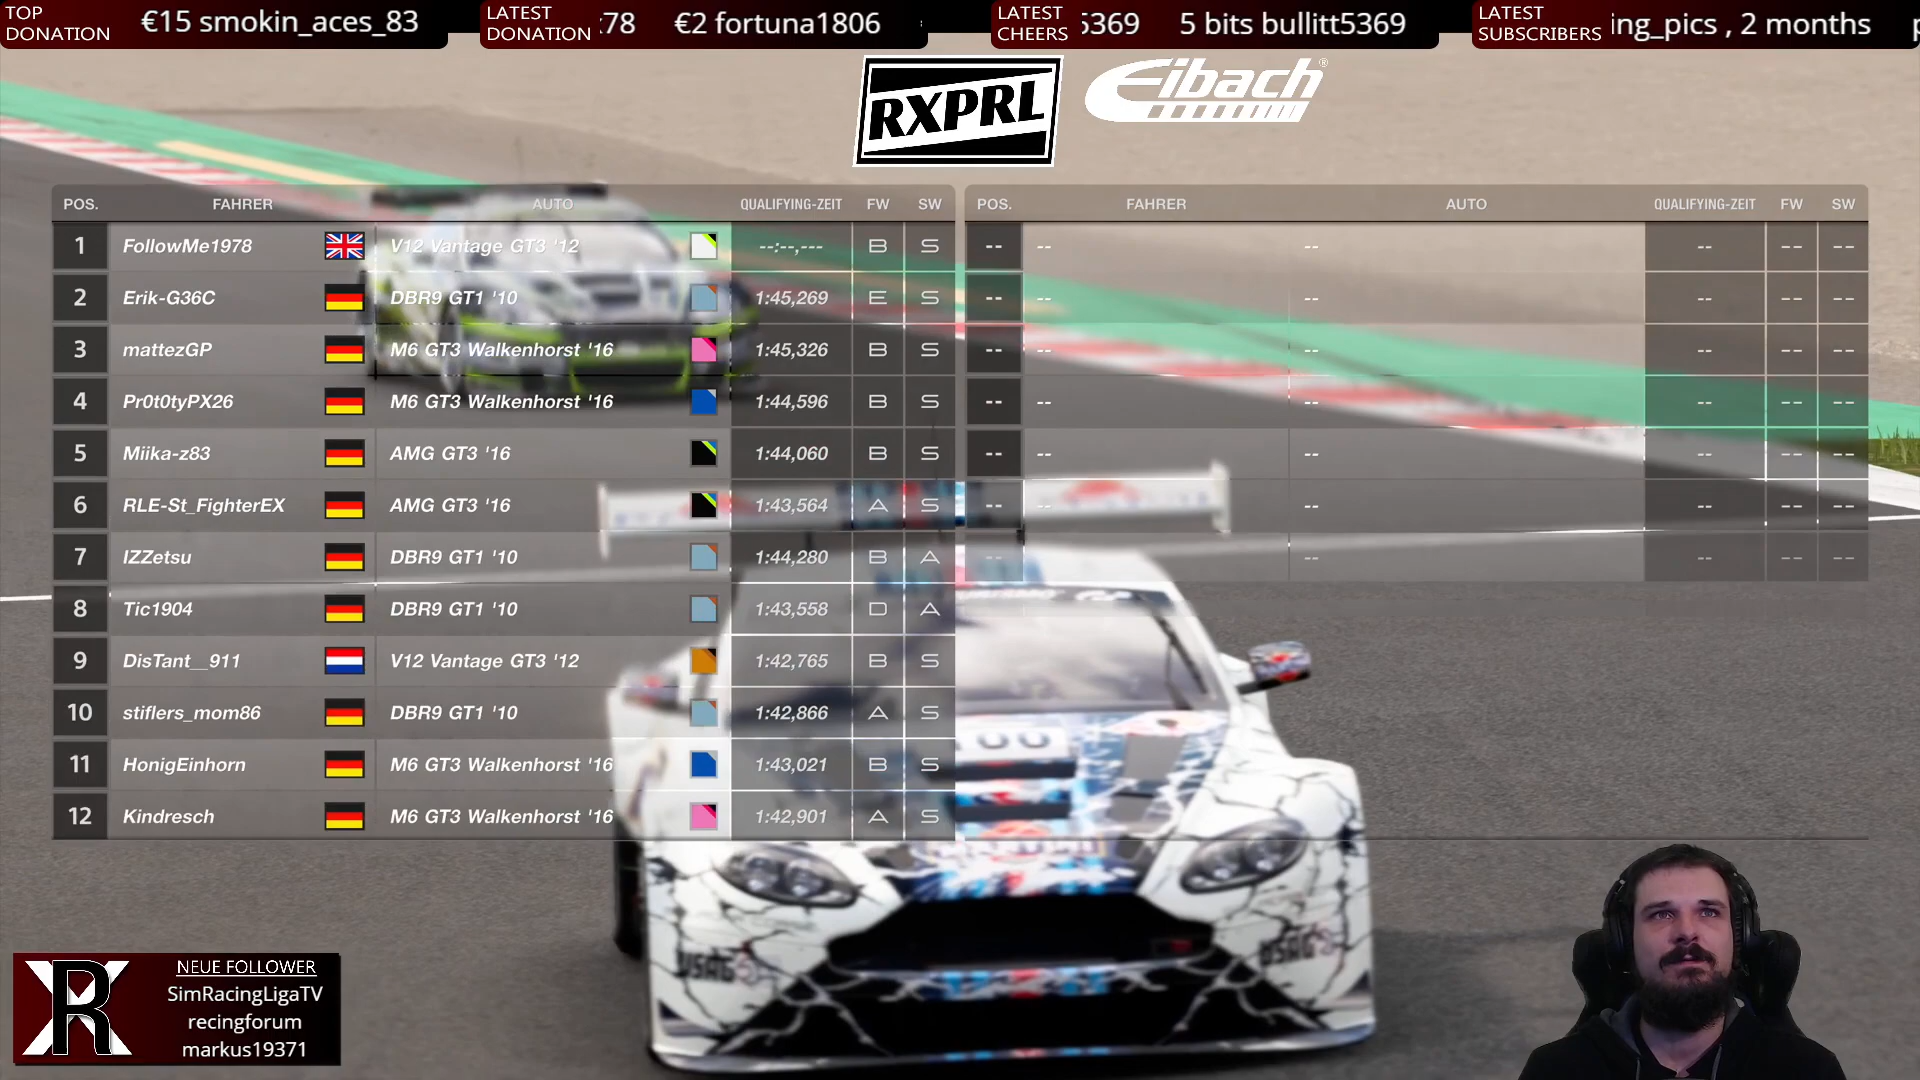 TOP DONATION €15 smokin_aces_83
LATEST DONATION :78 €2 fortuna1806
LATEST CHEERS 5369 5 bits bullitt5369
LATEST SUBSCRIBERS ing_pics , 2 months
RXPRL
Eibach®
POS. FAHRER AUTO QUALIFYING-ZEIT FW SW
1 FollowMe1978 V12 Vantage GT3 '12 --:--,--- B S
2 Erik-G36C DBR9 GT1 '10 1:45,269 E S
3 mattezGP M6 GT3 Walkenhorst '16 1:45,326 B S
4 Pr0t0tyPX26 M6 GT3 Walkenhorst '16 1:44,596 B S
5 Miika-z83 AMG GT3 '16 1:44,060 B S
6 RLE-St_FighterEX AMG GT3 '16 1:43,564 A S
7 IZZetsu DBR9 GT1 '10 1:44,280 B A
8 Tic1904 DBR9 GT1 '10 1:43,558 D A
9 DisTant__911 V12 Vantage GT3 '12 1:42,765 B S
10 stiflers_mom86 DBR9 GT1 '10 1:42,866 A S
11 HonigEinhorn M6 GT3 Walkenhorst '16 1:43,021 B S
12 Kindresch M6 GT3 Walkenhorst '16 1:42,901 A S
POS. FAHRER AUTO QUALIFYING-ZEIT FW SW
-- -- -- -- -- --
-- -- -- -- -- --
-- -- -- -- -- --
-- -- -- -- -- --
-- -- -- -- -- --
-- -- -- -- -- --
-- -- -- -- -- --
MARTINI
USAG
USAG
XR
NEUE FOLLOWER
SimRacingLigaTV
recingforum
markus19371